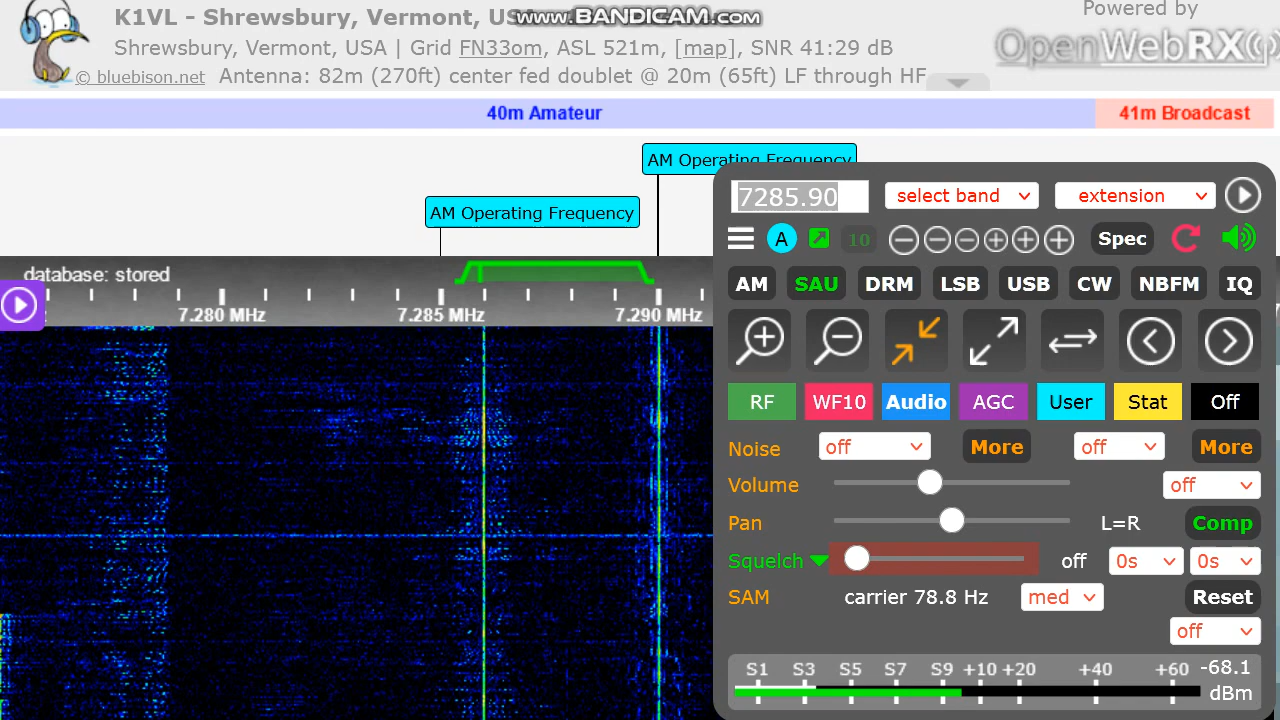 K1VL - Shrewsbury, Vermont, USA
www.BANDICAM.com
Powered by
Shrewsbury, Vermont, USA | Grid FN33om, ASL 521m, [map], SNR 41:29 dB
OpenWebRX
© bluebison.net Antenna: 82m (270ft) center fed doublet @ 20m (65ft) LF through HF
40m Amateur 41m Broadcast
AM Operating Frequency
AM Operating Frequency
database: stored
7.280 MHz 7.285 MHz 7.290 MHz
7285.90 select band extension
A 10 Spec
AM SAU DRM LSB USB CW NBFM IQ
RF WF10 Audio AGC User Stat Off
Noise off More off More
Volume off
Pan L=R Comp
Squelch off 0s 0s
SAM carrier 78.8 Hz med Reset
off
S1 S3 S5 S7 S9 +10 +20 +40 +60 -68.1
dBm